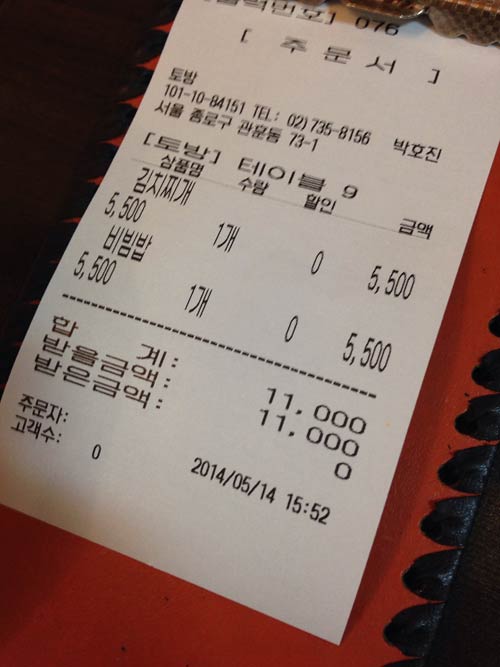 번호] 076
[ 주 문 서 ]
토방
101-10-84151 TEL: 02)735-8156 박호진
서울 종로구 관훈동 73-1
[토방] 테이블 9
상품명 수량 할인 금액
김치찌개
5,500 1개 0 5,500
비빔밥
5,500 1개 0 5,500
합 계: 11,000
받을금액: 11,000
받은금액: 0
주문자:
고객수: 0 2014/05/14 15:52